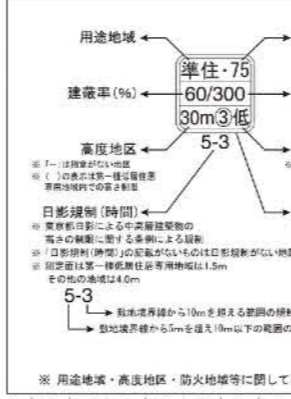 用途地域
準住・75
建蔽率(%)
60/300
30m③低
高度地区
5-3
※「-」は指定がない地区
※( )の表示は第一種低層住居
専用地域内での高さ制限
日影規制(時間)
※ 東京都日影による中高層建築物の
高さの制限に関する条例による規制
※「日影規制(時間)」の記載がないものは日影規制がない地
※ 測定面は第一種低層住居専用地域は1.5m
その他の地域は4.0m
5-3
敷地境界線から10mを超える範囲の
敷地境界線から5mを超え10m以下の範囲の
※ 用途地域・高度地区・防火地域等に関して